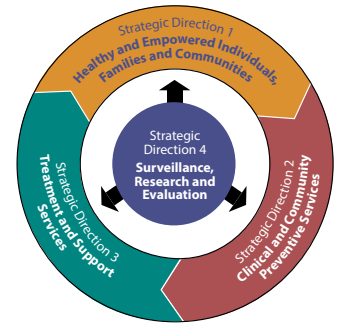 Strategic Direction 1
Healthy and Empowered Individuals,
Families and Communities
Strategic
Direction 4
Surveillance,
Research and
Evaluation
Strategic Direction 2
Clinical and Community
Preventive Services
Strategic Direction 3
Treatment and Support
Services